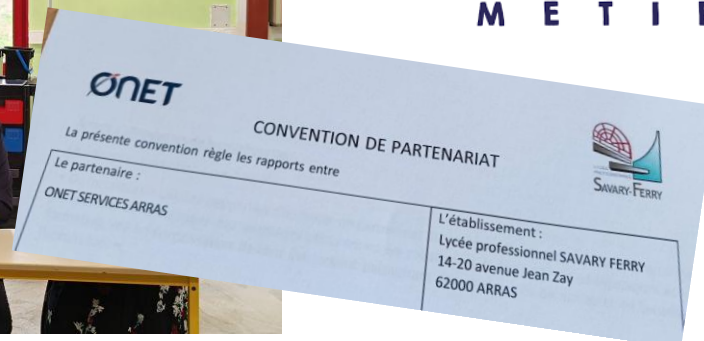 METI
ONET
CONVENTION DE PARTENARIAT
SAVARY-FERRY
La présente convention règle les rapports entre
Le partenaire :
ONET SERVICES ARRAS
L'établissement :
Lycée professionnel SAVARY FERRY
14-20 avenue Jean Zay
62000 ARRAS